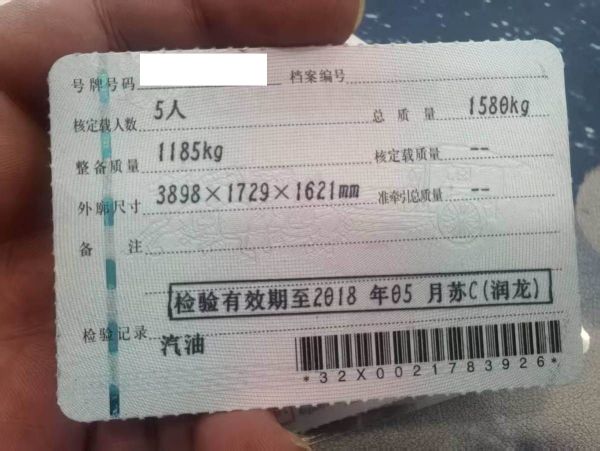 号牌号码 档案编号
核定载人数 5人 总质量 1580kg
整备质量 1185kg 核定载质量 --
外廓尺寸 3898×1729×1621mm 准牵引总质量 --
备注
检验有效期至2018 年05 月苏C(润龙)
检验记录 汽油
*32X0021783926*